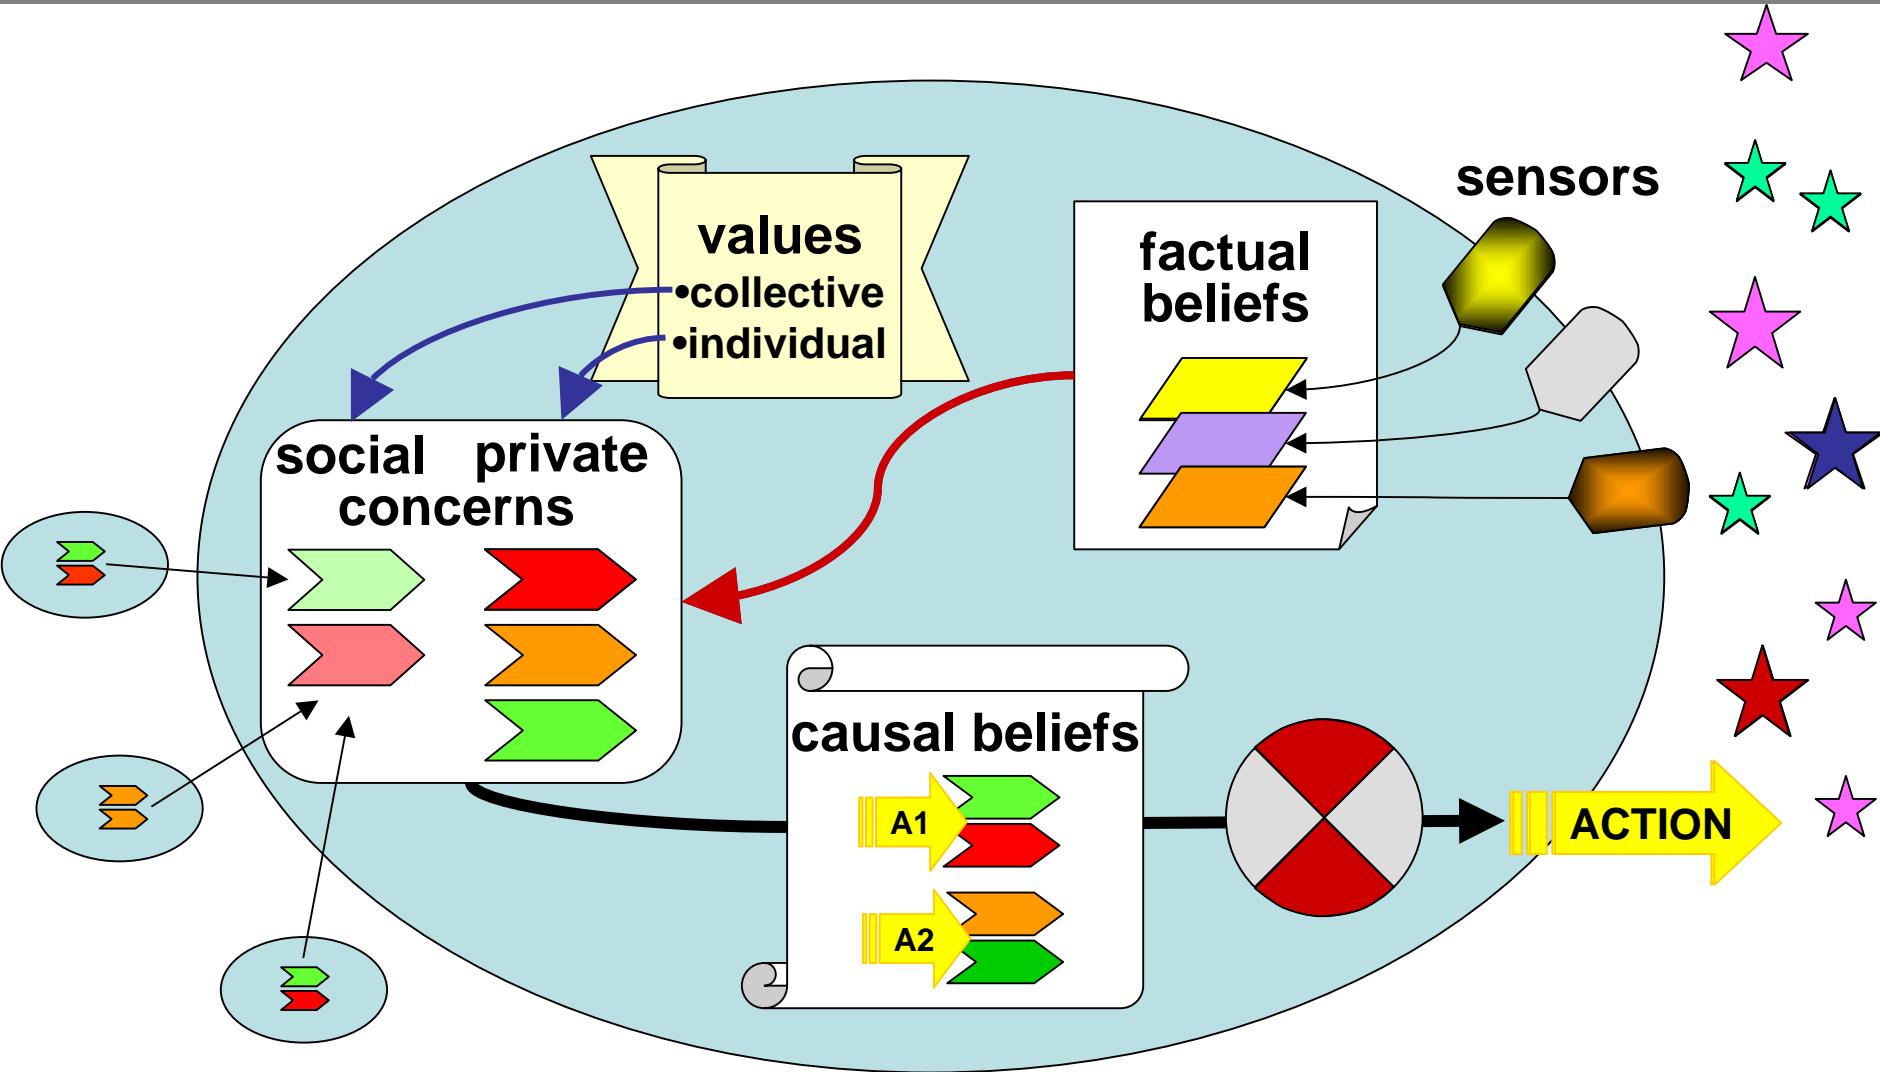 sensors
values
•collective
•individual
factual
beliefs
social private
concerns
causal beliefs
A1
A2
ACTION